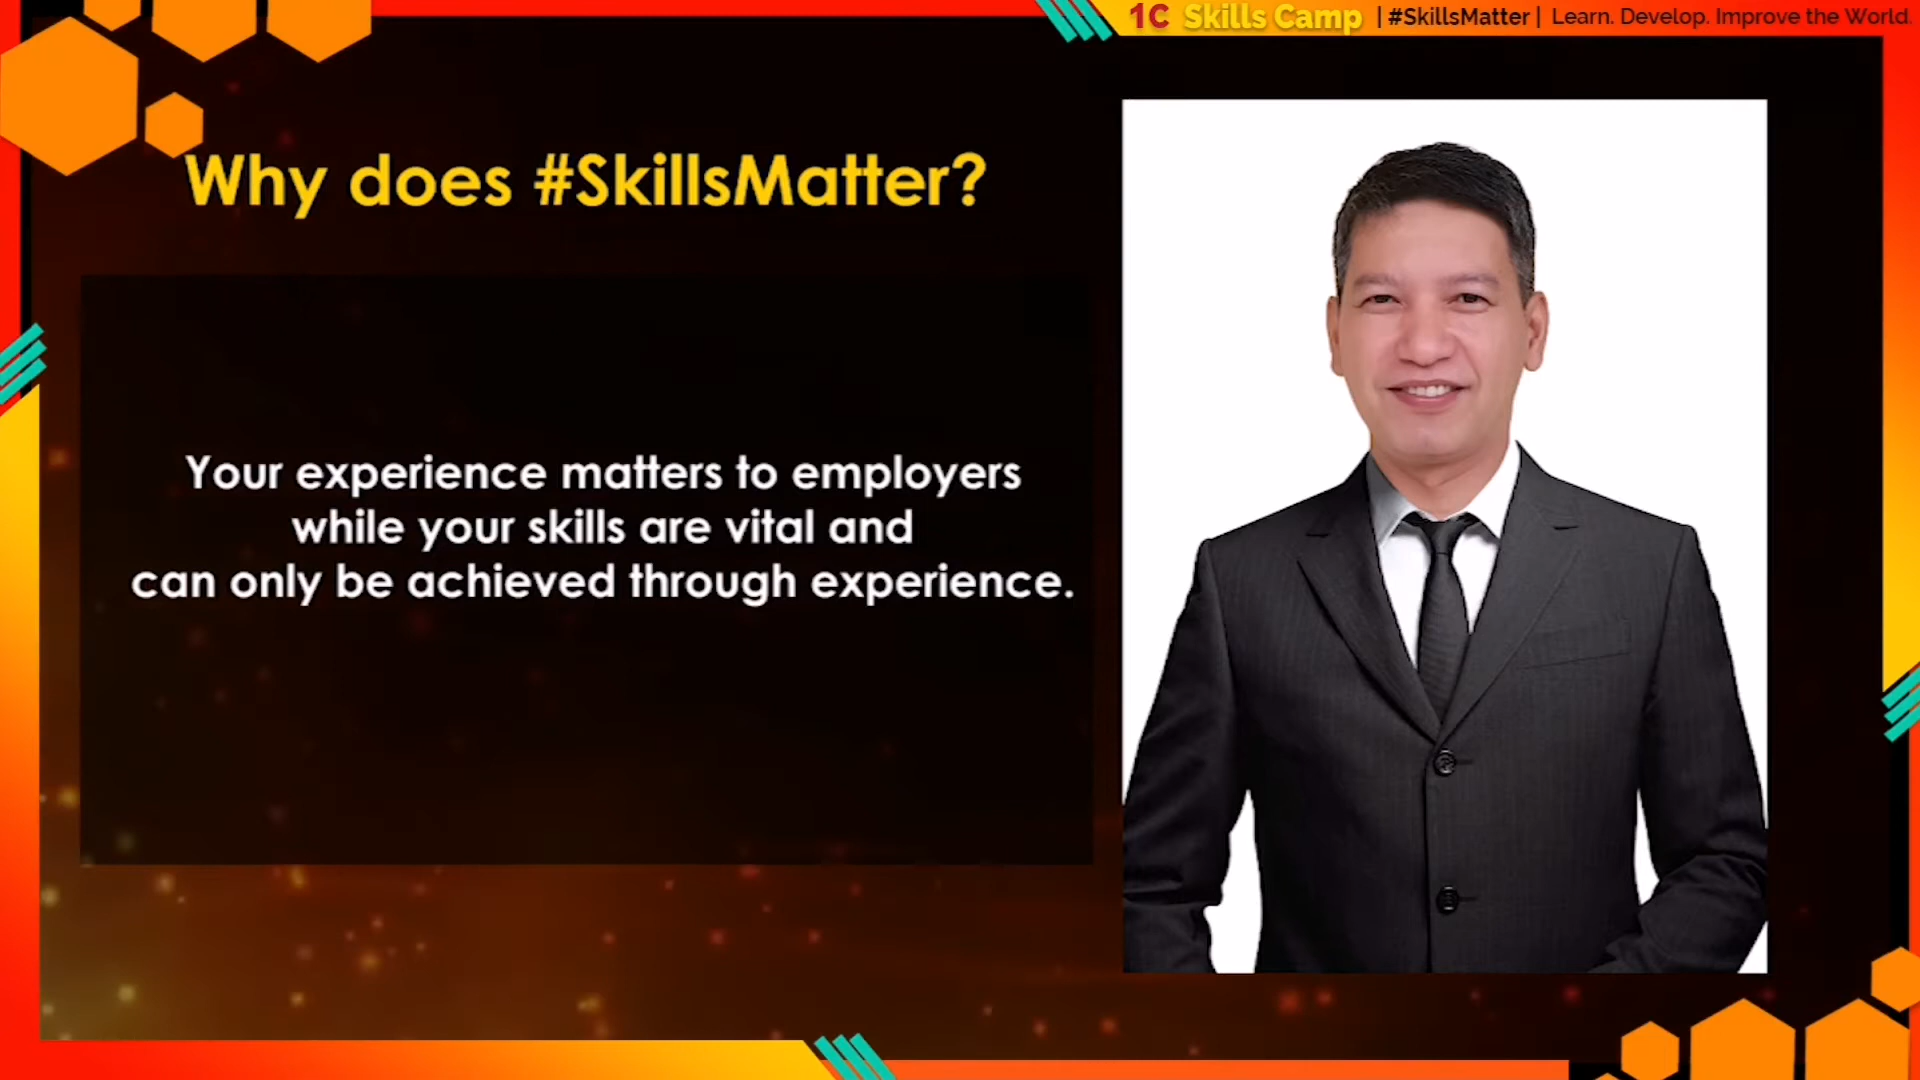 1C Skills Camp | #SkillsMatter | Learn. Develop. Improve the World.
Why does #SkillsMatter?
Your experience matters to employers
while your skills are vital and
can only be achieved through experience.